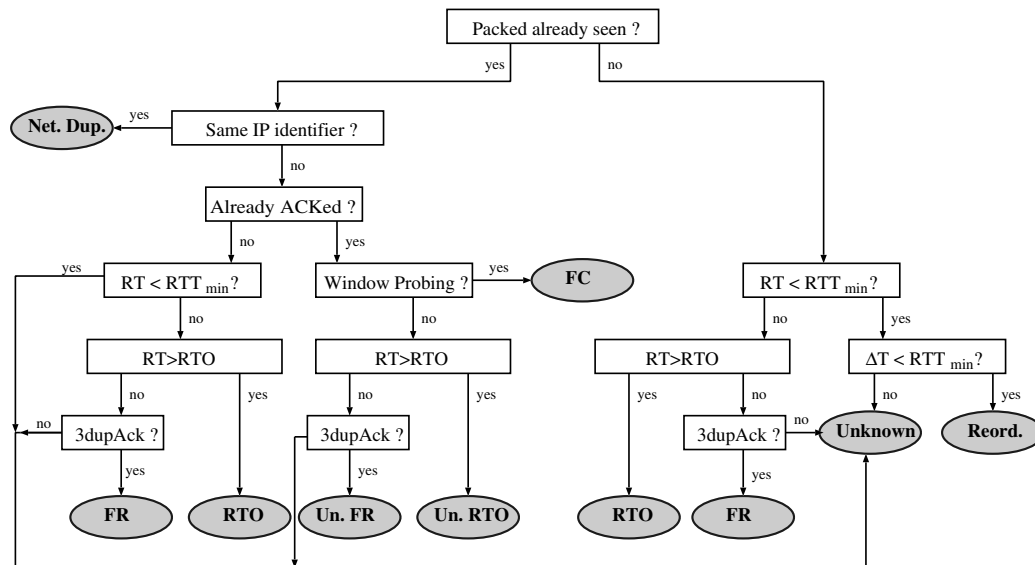 Packed already seen ?
yes
no
Net. Dup.
yes
Same IP identifier ?
no
Already ACKed ?
no
yes
yes
RT < RTT min ?
Window Probing ?
yes
FC
RT < RTT min ?
no
no
no
yes
RT>RTO
RT>RTO
RT>RTO
ΔT < RTT min ?
no
yes
no
yes
yes
no
no
yes
no
3dupAck ?
3dupAck ?
3dupAck ?
no
Unknown
Reord.
yes
yes
yes
FR
RTO
Un. FR
Un. RTO
RTO
FR